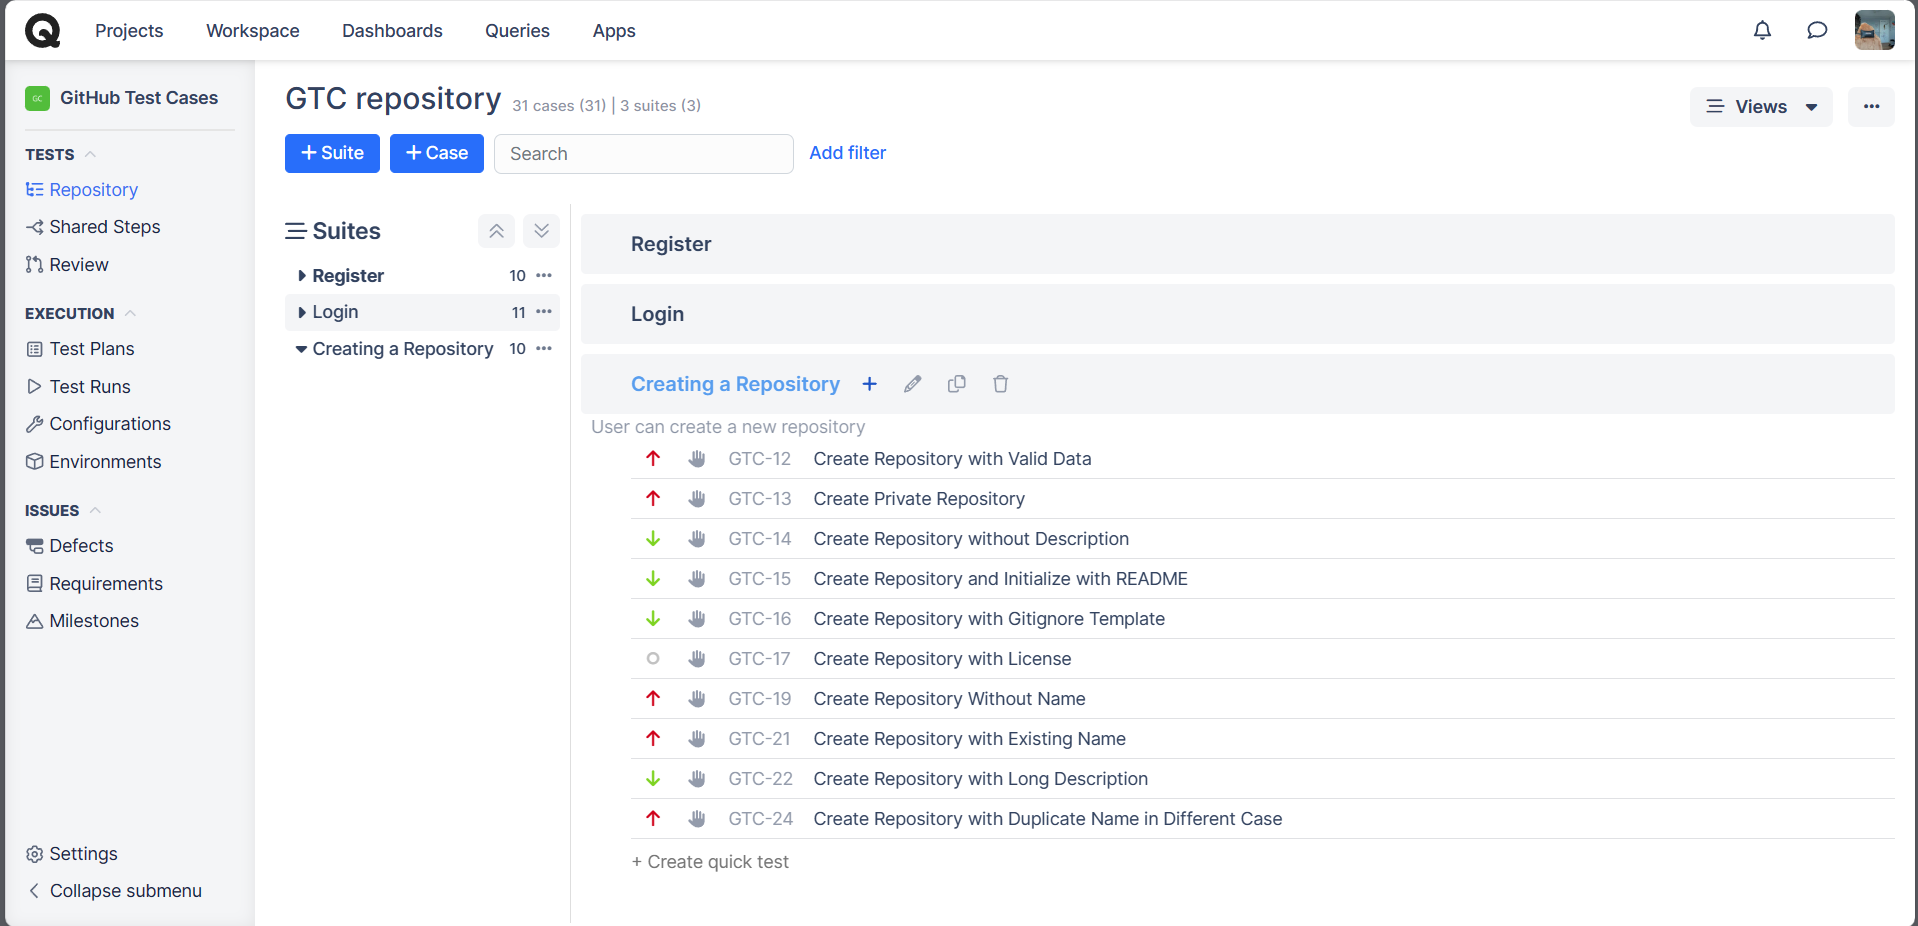 Projects Workspace Dashboards Queries Apps
GC GitHub Test Cases
TESTS
Repository
Shared Steps
Review
EXECUTION
Test Plans
Test Runs
Configurations
Environments
ISSUES
Defects
Requirements
Milestones
Settings
Collapse submenu
GTC repository 31 cases (31) | 3 suites (3)
Views
+ Suite + Case Search Add filter
Suites
Register 10
Login 11
Creating a Repository 10
Register
Login
Creating a Repository
User can create a new repository
GTC-12 Create Repository with Valid Data
GTC-13 Create Private Repository
GTC-14 Create Repository without Description
GTC-15 Create Repository and Initialize with README
GTC-16 Create Repository with Gitignore Template
GTC-17 Create Repository with License
GTC-19 Create Repository Without Name
GTC-21 Create Repository with Existing Name
GTC-22 Create Repository with Long Description
GTC-24 Create Repository with Duplicate Name in Different Case
+ Create quick test